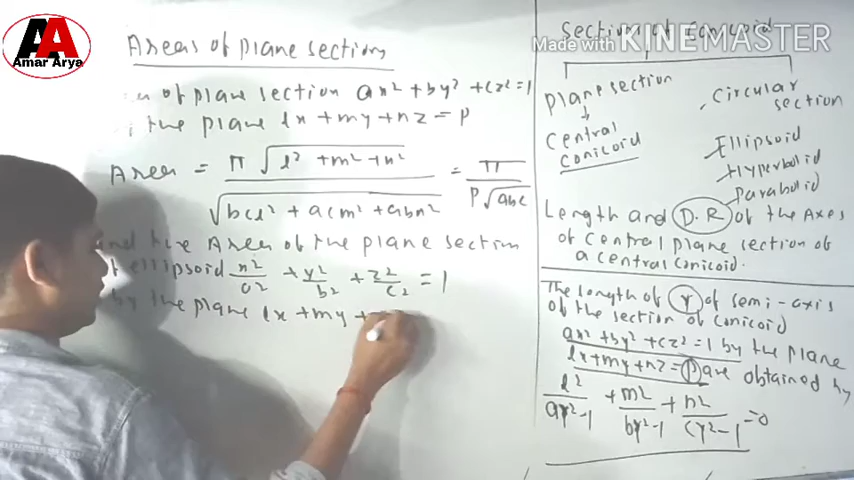 AA
Amar Arya
Made with KINEMASTER
Areas of plane section
of plane section ax² + by² + cz² = 1
the plane lx + my + nz = p
Area = π √l² + m² + n² / √bcl² + acm² + abn² = π / p√abc
the Area of the plane section
ellipsoid x²/a² + y²/b² + z²/c² = 1
by the plane lx + my +
Section of Conicoid
plane section
Central
conicoid
Circular
section
Ellipsoid
Hyperbolid
Parabolid
Length and D.R of the Axes
of Central plane section of
a central conicoid.
The length of r of semi-axis
of the section of conicoid
ax² + by² + cz² = 1 by the plane
lx + my + nz = p are obtained by
l²/ar²-1 + m²/br²-1 + n²/cr²-1 = 0